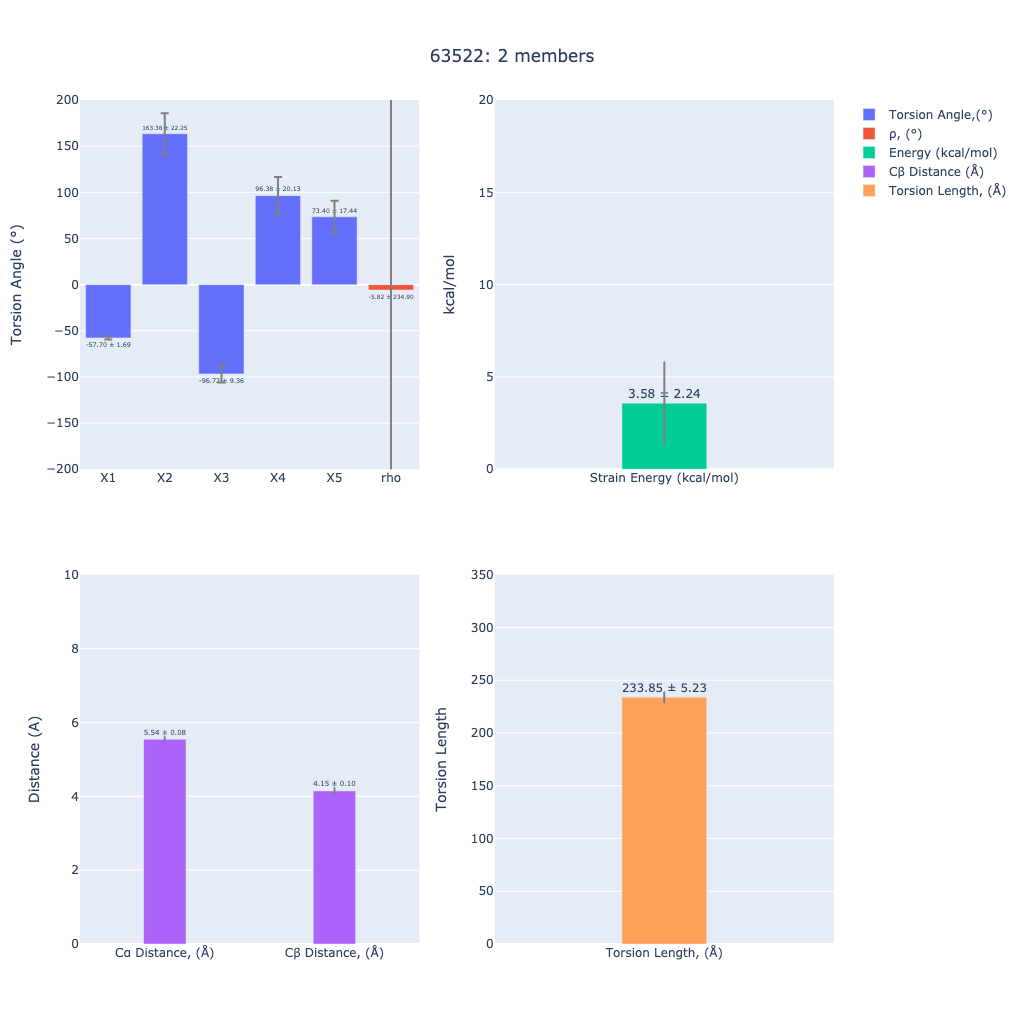 63522: 2 members
Torsion Angle (°)
200
150
100
50
0
−50
−100
−150
−200
-57.70 ± 1.69
163.38 ± 22.25
-96.72 ± 9.36
96.38 ± 20.13
73.40 ± 17.44
-5.82 ± 234.90
X1 X2 X3 X4 X5 rho
kcal/mol
20
15
10
5
0
3.58 ± 2.24
Strain Energy (kcal/mol)
Torsion Angle,(°)
ρ, (°)
Energy (kcal/mol)
Cβ Distance (Å)
Torsion Length, (Å)
Distance (A)
10
8
6
4
2
0
5.54 ± 0.08
4.15 ± 0.10
Cα Distance, (Å) Cβ Distance, (Å)
Torsion Length
350
300
250
200
150
100
50
0
233.85 ± 5.23
Torsion Length, (Å)